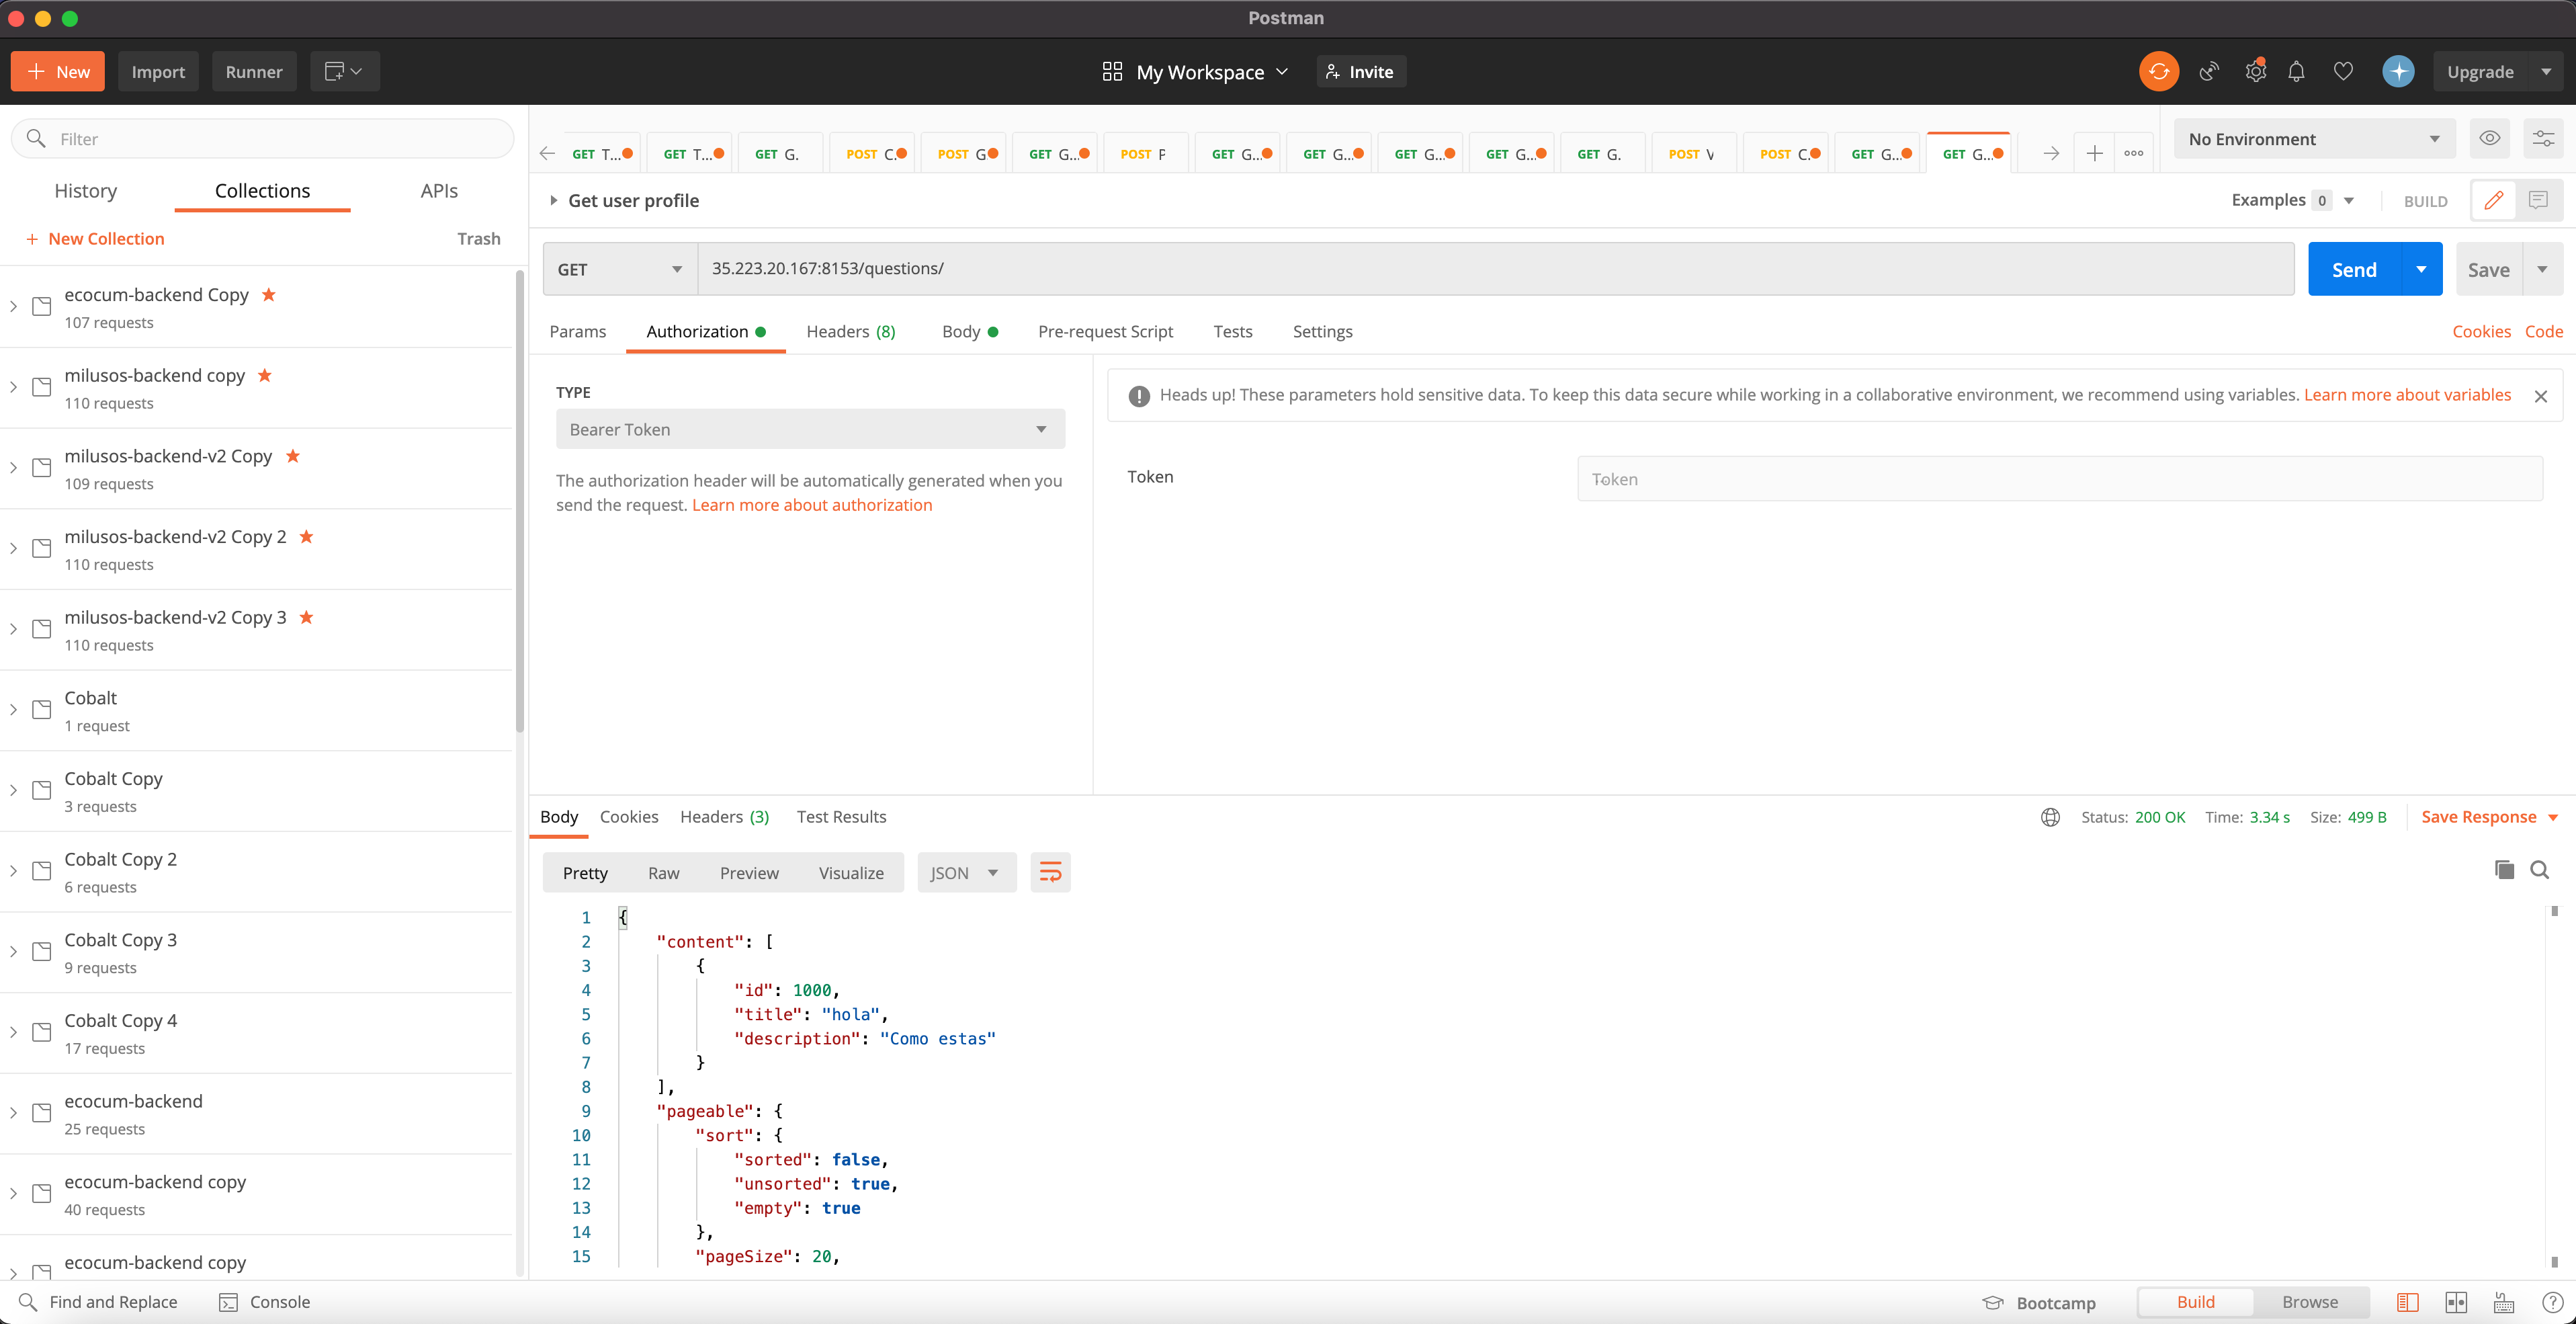 Postman
New
Import
Runner
My Workspace
Invite
Upgrade
Filter
History
Collections
APIs
New Collection
Trash
ecocum-backend Copy
107 requests
milusos-backend copy
110 requests
milusos-backend-v2 Copy
109 requests
milusos-backend-v2 Copy 2
110 requests
milusos-backend-v2 Copy 3
110 requests
Cobalt
1 request
Cobalt Copy
3 requests
Cobalt Copy 2
6 requests
Cobalt Copy 3
9 requests
Cobalt Copy 4
17 requests
ecocum-backend
25 requests
ecocum-backend copy
40 requests
ecocum-backend copy
GET T...
GET T...
GET G.
POST C.
POST G
GET G...
POST P
GET G...
GET G...
GET G...
GET G...
GET G.
POST V
POST C.
GET G...
GET G...
No Environment
Get user profile
Examples 0
BUILD
GET
35.223.20.167:8153/questions/
Send
Save
Params
Authorization
Headers (8)
Body
Pre-request Script
Tests
Settings
Cookies
Code
TYPE
Bearer Token
The authorization header will be automatically generated when you
send the request. Learn more about authorization
Heads up! These parameters hold sensitive data. To keep this data secure while working in a collaborative environment, we recommend using variables. Learn more about variables
Token
Token
Body
Cookies
Headers (3)
Test Results
Status: 200 OK
Time: 3.34 s
Size: 499 B
Save Response
Pretty
Raw
Preview
Visualize
JSON
1 {
2 "content": [
3 {
4 "id": 1000,
5 "title": "hola",
6 "description": "Como estas"
7 }
8 ],
9 "pageable": {
10 "sort": {
11 "sorted": false,
12 "unsorted": true,
13 "empty": true
14 },
15 "pageSize": 20,
Find and Replace
Console
Bootcamp
Build
Browse